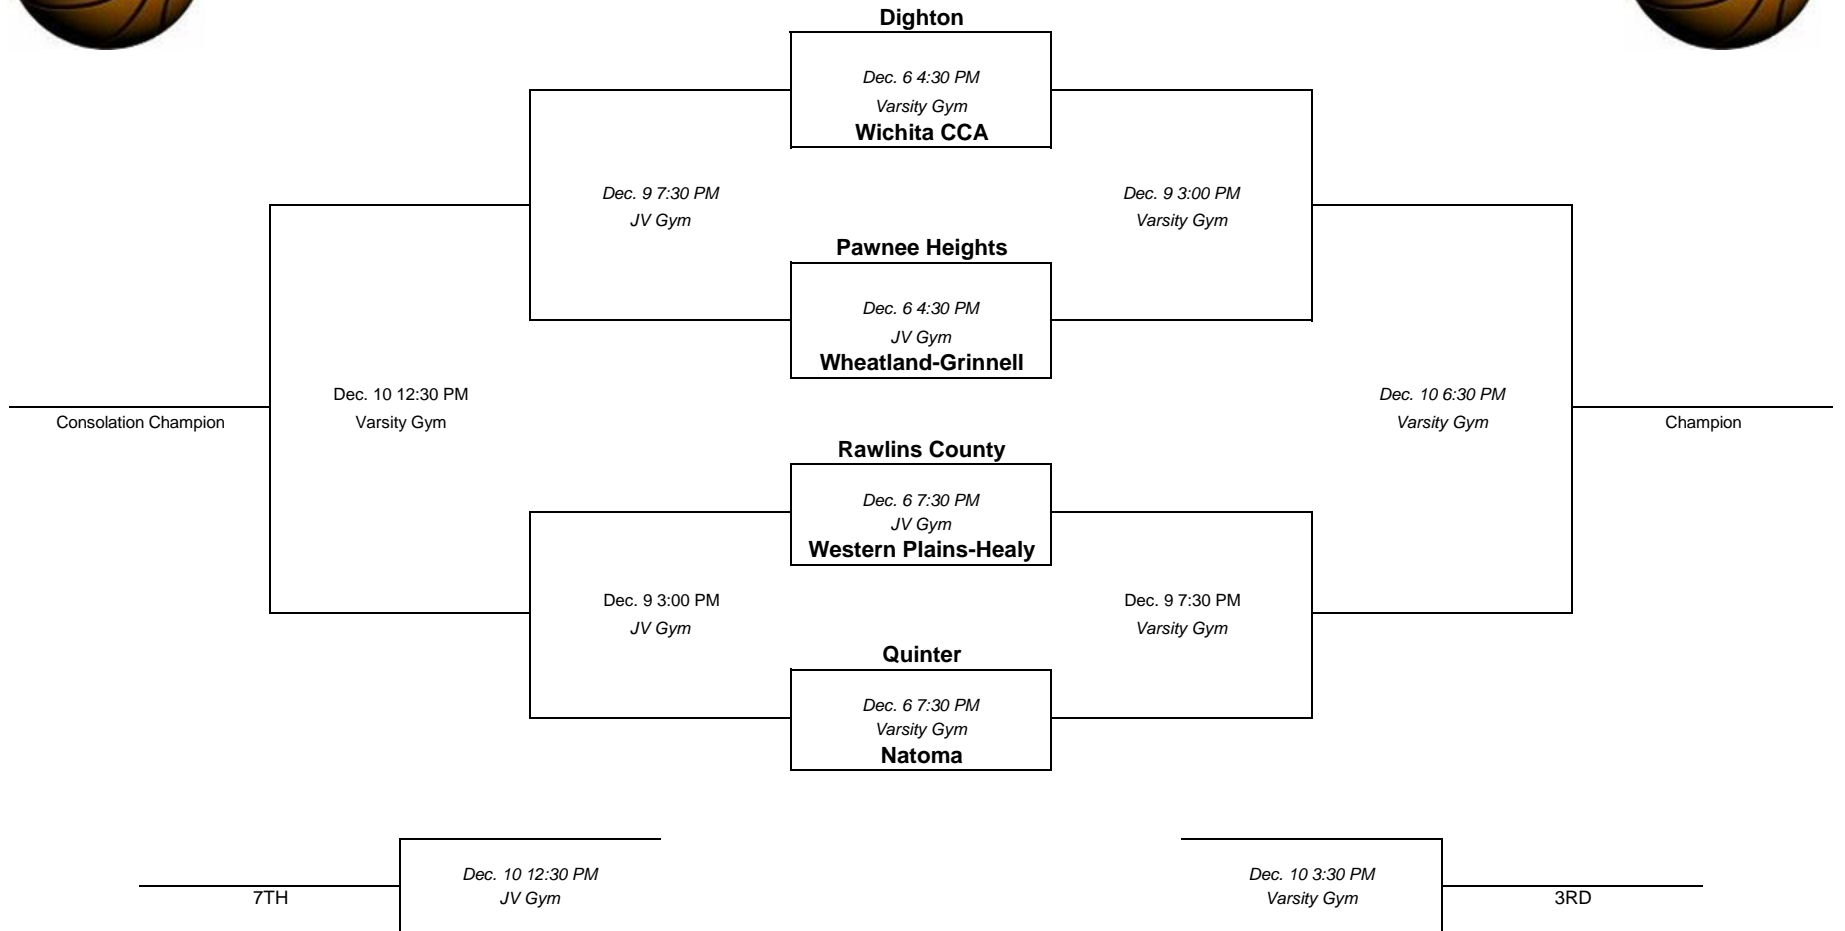 Dighton
Dec. 6 4:30 PM
Varsity Gym
Wichita CCA
Dec. 9 7:30 PM
JV Gym
Dec. 9 3:00 PM
Varsity Gym
Pawnee Heights
Dec. 6 4:30 PM
JV Gym
Wheatland-Grinnell
Dec. 10 12:30 PM
Varsity Gym
Consolation Champion
Dec. 10 6:30 PM
Varsity Gym
Champion
Rawlins County
Dec. 6 7:30 PM
JV Gym
Western Plains-Healy
Dec. 9 3:00 PM
JV Gym
Dec. 9 7:30 PM
Varsity Gym
Quinter
Dec. 6 7:30 PM
Varsity Gym
Natoma
Dec. 10 12:30 PM
JV Gym
7TH
Dec. 10 3:30 PM
Varsity Gym
3RD